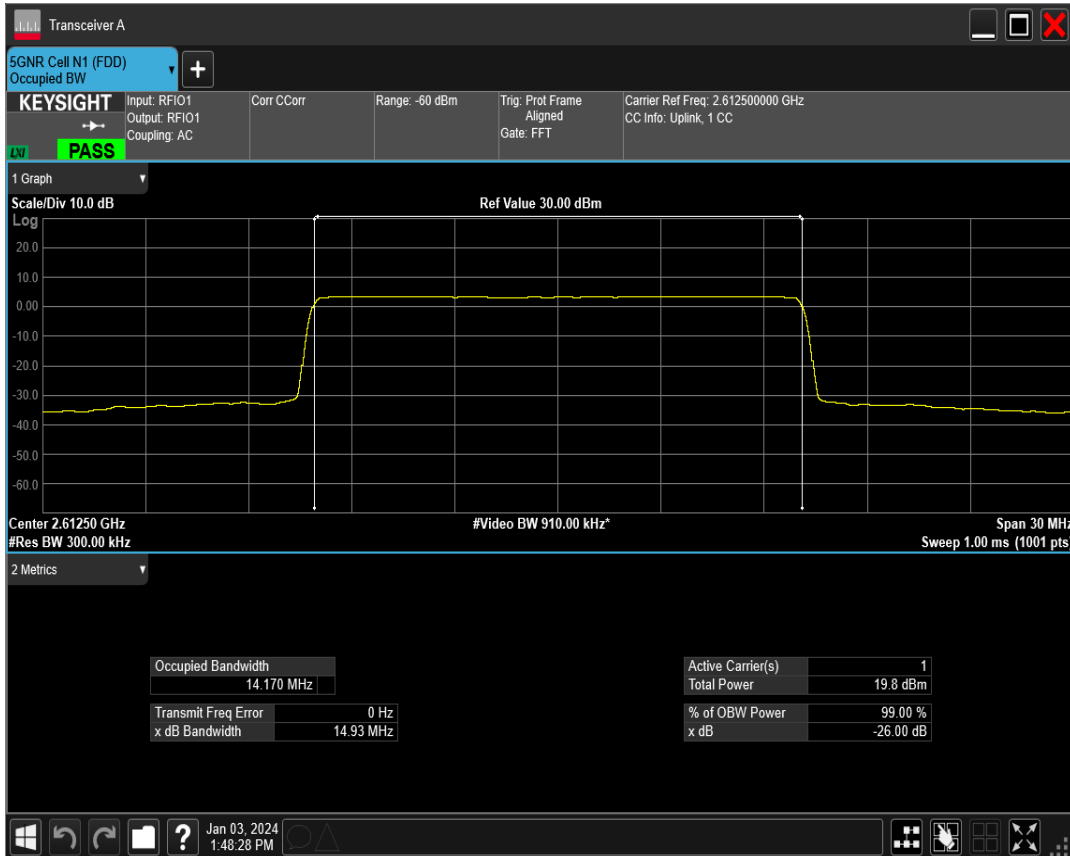 Transceiver A
5GNR Cell N1 (FDD)
Occupied BW
+
KEYSIGHT
LXI
PASS
Input: RFIO1
Output: RFIO1
Coupling: AC
Corr CCorr
Range: -60 dBm
Trig: Prot Frame
Aligned
Gate: FFT
Carrier Ref Freq: 2.612500000 GHz
CC Info: Uplink, 1 CC
1 Graph
Scale/Div 10.0 dB
Ref Value 30.00 dBm
Log
20.0
10.0
0.00
-10.0
-20.0
-30.0
-40.0
-50.0
-60.0
Center 2.61250 GHz
#Video BW 910.00 kHz*
Span 30 MHz
#Res BW 300.00 kHz
Sweep 1.00 ms (1001 pts)
2 Metrics
Occupied Bandwidth
14.170 MHz
Transmit Freq Error 0 Hz
x dB Bandwidth 14.93 MHz
Active Carrier(s) 1
Total Power 19.8 dBm
% of OBW Power 99.00 %
x dB -26.00 dB
?
Jan 03, 2024
1:48:28 PM